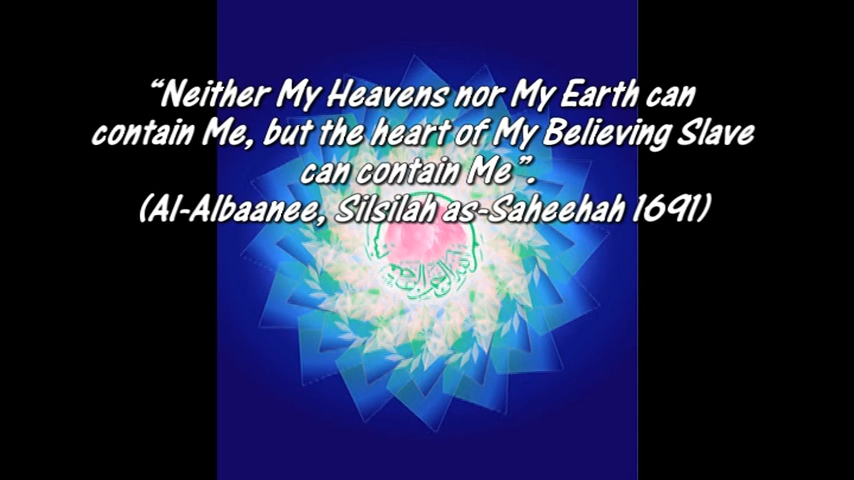 “Neither My Heavens nor My Earth can
contain Me, but the heart of My Believing Slave
can contain Me”.
(Al-Albaanee, Silsilah as-Saheehah 1691)